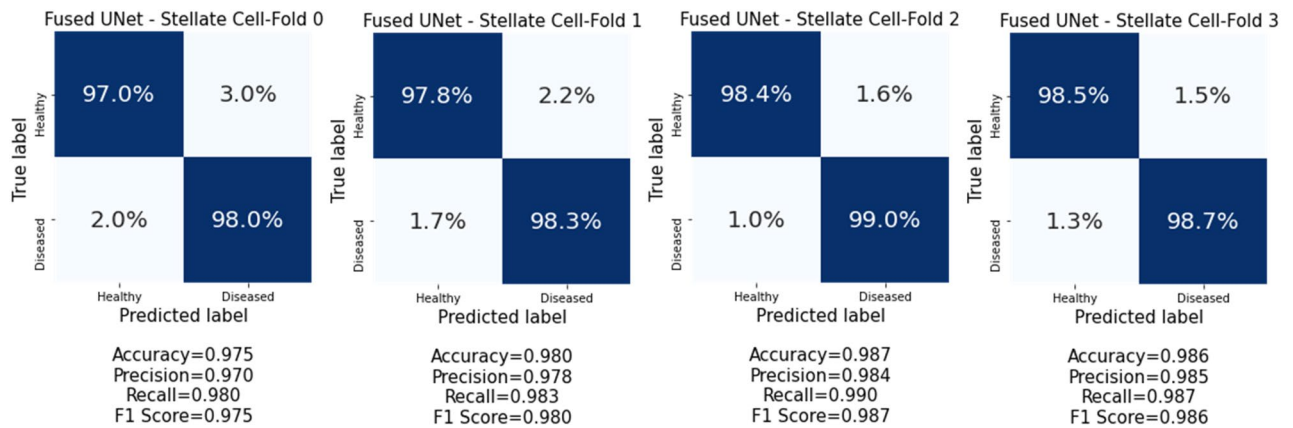 Fused UNet - Stellate Cell-Fold 0
True label
Healthy
97.0% 3.0%
Diseased
2.0% 98.0%
Healthy Diseased
Predicted label
Accuracy=0.975
Precision=0.970
Recall=0.980
F1 Score=0.975
Fused UNet - Stellate Cell-Fold 1
True label
Healthy
97.8% 2.2%
Diseased
1.7% 98.3%
Healthy Diseased
Predicted label
Accuracy=0.980
Precision=0.978
Recall=0.983
F1 Score=0.980
Fused UNet - Stellate Cell-Fold 2
True label
Healthy
98.4% 1.6%
Diseased
1.0% 99.0%
Healthy Diseased
Predicted label
Accuracy=0.987
Precision=0.984
Recall=0.990
F1 Score=0.987
Fused UNet - Stellate Cell-Fold 3
True label
Healthy
98.5% 1.5%
Diseased
1.3% 98.7%
Healthy Diseased
Predicted label
Accuracy=0.986
Precision=0.985
Recall=0.987
F1 Score=0.986